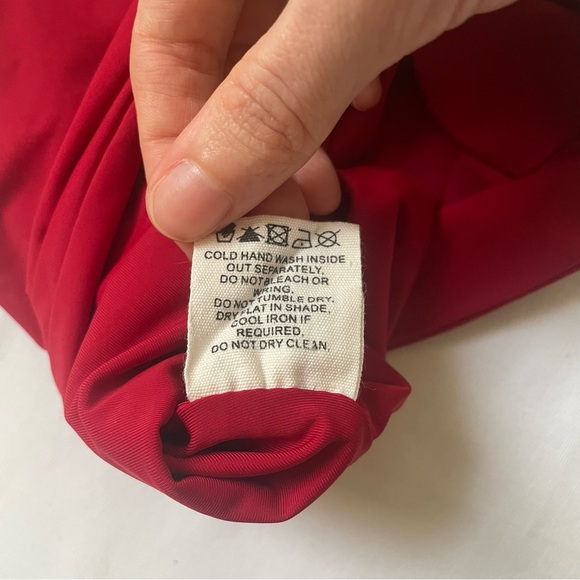 COLD HAND WASH INSIDE
OUT SEPARATELY,
DO NOT BLEACH OR
WRING.
DO NOT TUMBLE DRY,
DRY FLAT IN SHADE,
COOL IRON IF
REQUIRED,
DO NOT DRY CLEAN.